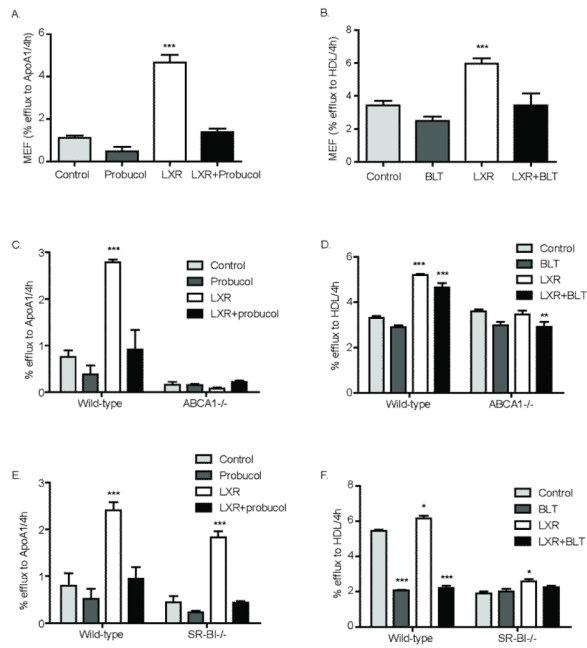 A.
MEF (% efflux to ApoA1/4h)
6
4
2
0
***
Control Probucol LXR LXR+Probucol
B.
MEF (% efflux to HDL/4h)
8
6
4
2
0
***
Control BLT LXR LXR+BLT
C.
% efflux to ApoA1/4h
3
2
1
0
***
Control
Probucol
LXR
LXR+probucol
Wild-type ABCA1-/-
D.
% efflux to HDL/4h
6
4
2
0
*** ***
**
Control
BLT
LXR
LXR+BLT
Wild-type ABCA1-/-
E.
% efflux to ApoA1/4h
3
2
1
0
***
***
Control
Probucol
LXR
LXR+probucol
Wild-type SR-BI-/-
F.
% efflux to HDL/4h
8
6
4
2
0
***
*
***
*
Control
BLT
LXR
LXR+BLT
Wild-type SR-BI-/-